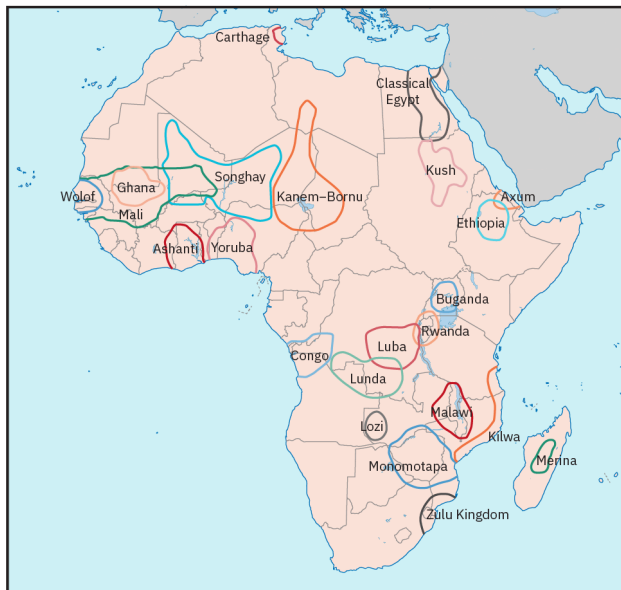 Carthage
Classical
Egypt
Kush
Songhay
Ghana
Wolof
Mali
Kanem–Bornu
Axum
Ethiopia
Ashanti
Yoruba
Buganda
Rwanda
Luba
Congo
Lunda
Malawi
Lozi
Kilwa
Merina
Monomotapa
Zulu Kingdom